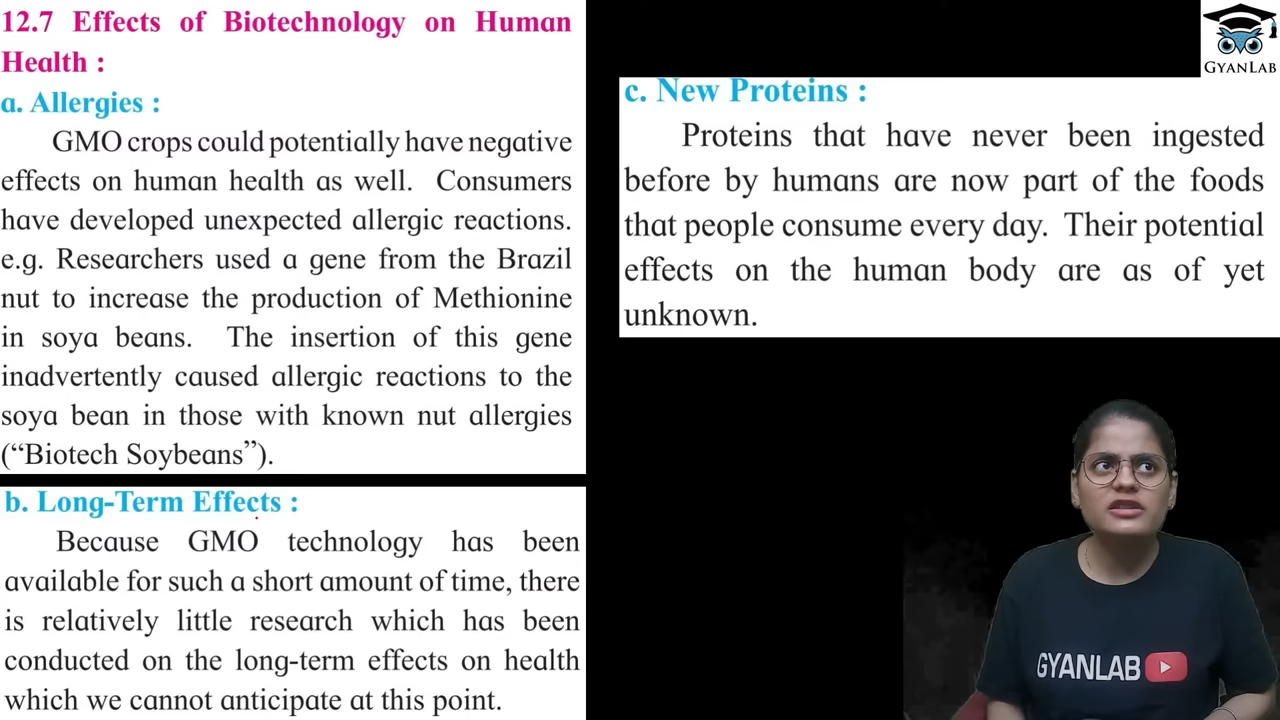 12.7 Effects of Biotechnology on Human
Health :
a. Allergies :
GMO crops could potentially have negative
effects on human health as well. Consumers
have developed unexpected allergic reactions.
e.g. Researchers used a gene from the Brazil
nut to increase the production of Methionine
in soya beans. The insertion of this gene
inadvertently caused allergic reactions to the
soya bean in those with known nut allergies
(“Biotech Soybeans”).
b. Long-Term Effects :
Because GMO technology has been
available for such a short amount of time, there
is relatively little research which has been
conducted on the long-term effects on health
which we cannot anticipate at this point.
c. New Proteins :
Proteins that have never been ingested
before by humans are now part of the foods
that people consume every day. Their potential
effects on the human body are as of yet
unknown.
GYANLAB
GYANLAB